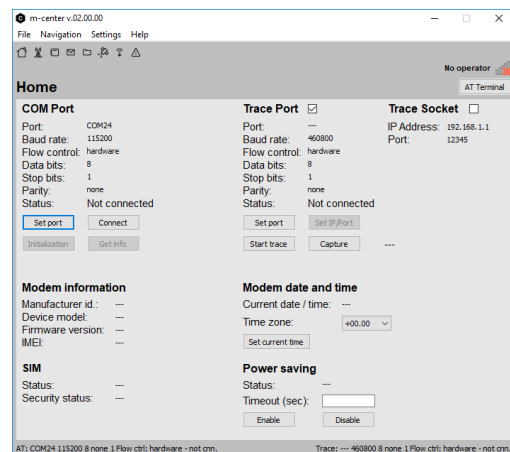 m-center v.02.00.00
File Navigation Settings Help
No operator
Home
AT Terminal
COM Port
Port: COM24
Baud rate: 115200
Flow control: hardware
Data bits: 8
Stop bits: 1
Parity: none
Status: Not connected
Set port Connect
Initialization Get info
Trace Port
Port: ---
Baud rate: 460800
Flow control: hardware
Data bits: 8
Stop bits: 1
Parity: none
Status: Not connected
Set port Set IP/Port
Start trace Capture ---
Trace Socket
IP Address: 192.168.1.1
Port: 12345
Modem information
Manufacturer id.: ---
Device model: ---
Firmware version: ---
IMEI: ---
Modem date and time
Current date / time: ---
Time zone: +00.00
Set current time
SIM
Status: ---
Security status: ---
Power saving
Status: ---
Timeout (sec):
Enable Disable
AT: COM24 115200 8 none 1 Flow ctrl: hardware - not cnn. Trace: --- 460800 8 none 1 Flow ctrl: hardware - not cnn.